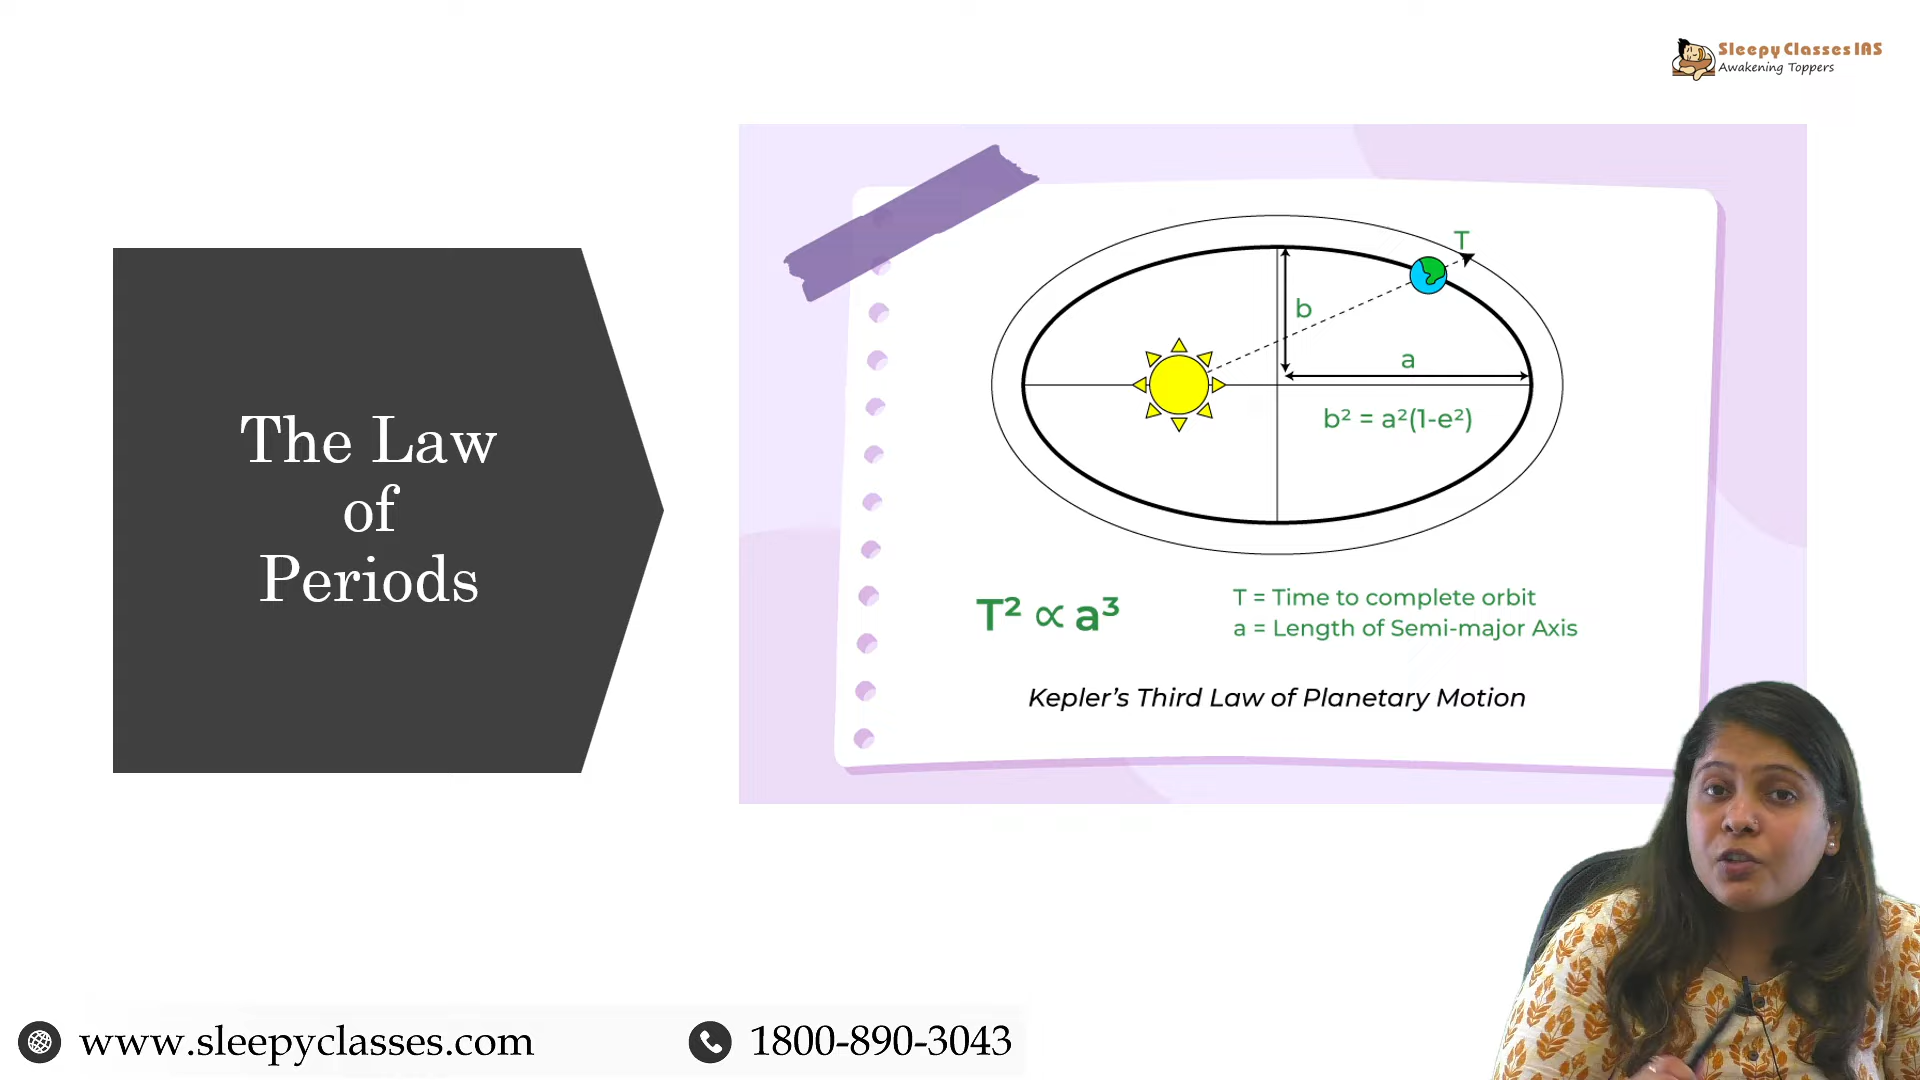 Sleepy Classes IAS
Awakening Toppers
The Law
of
Periods
T
b
a
b² = a²(1-e²)
T² ∝ a³
T = Time to complete orbit
a = Length of Semi-major Axis
Kepler's Third Law of Planetary Motion
www.sleepyclasses.com
1800-890-3043